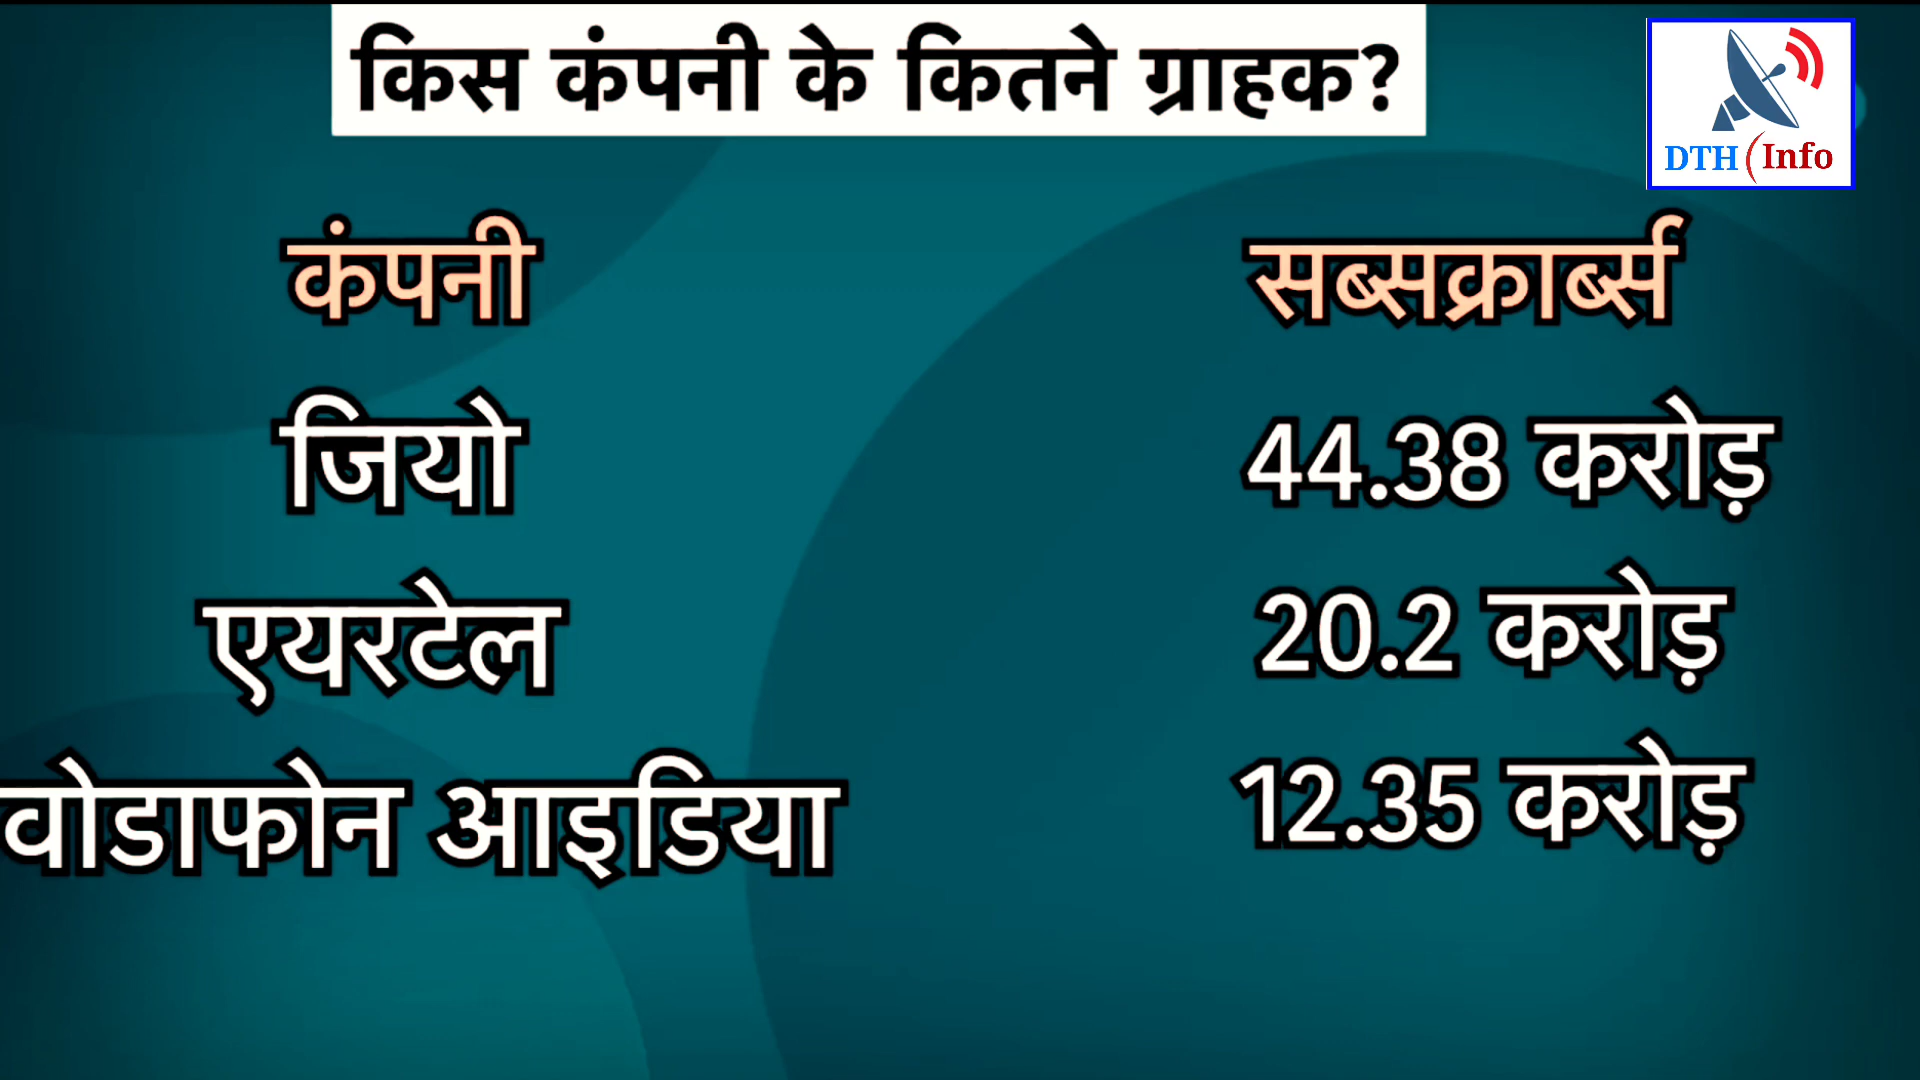 किस कंपनी के कितने ग्राहक?
DTH Info
कंपनी सब्सक्रार्ब्स
जियो 44.38 करोड़
एयरटेल 20.2 करोड़
वोडाफोन आइडिया 12.35 करोड़